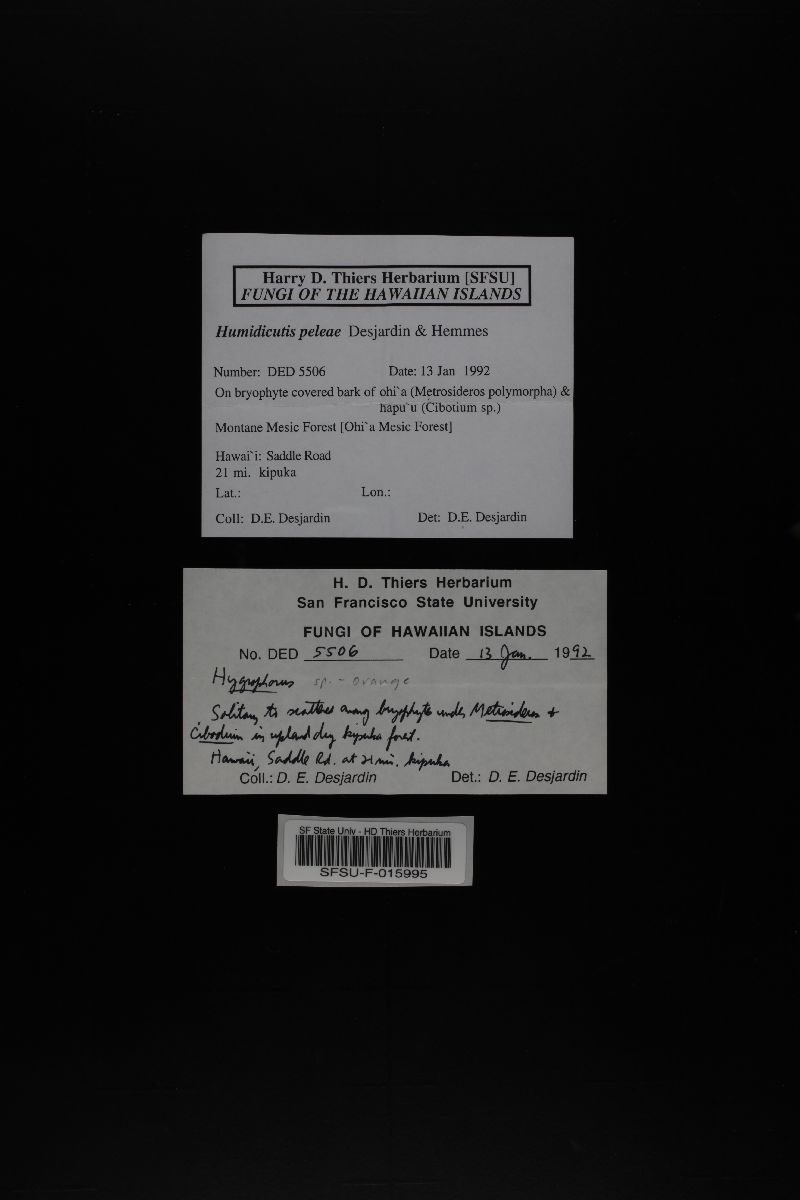 Harry D. Thiers Herbarium [SFSU]
FUNGI OF THE HAWAIIAN ISLANDS
Humidicutis peleae Desjardin & Hemmes
Number: DED 5506 Date: 13 Jan 1992
On bryophyte covered bark of ohi`a (Metrosideros polymorpha) &
hapu`u (Cibotium sp.)
Montane Mesic Forest [Ohi`a Mesic Forest]
Hawai`i: Saddle Road
21 mi. kipuka
Lat.: Lon.:
Coll: D.E. Desjardin Det: D.E. Desjardin
H. D. Thiers Herbarium
San Francisco State University
FUNGI OF HAWAIIAN ISLANDS
No. DED 5506 Date 13 Jan. 1992
Hygrophorus sp. - orange
Solitary to scattered among bryophyte under Metrosideros &
Cibotium in upland dry kipuka forest.
Hawaii, Saddle Rd. at 21 mi. kipuka
Coll.: D. E. Desjardin Det.: D. E. Desjardin
SF State Univ - HD Thiers Herbarium
SFSU-F-015995